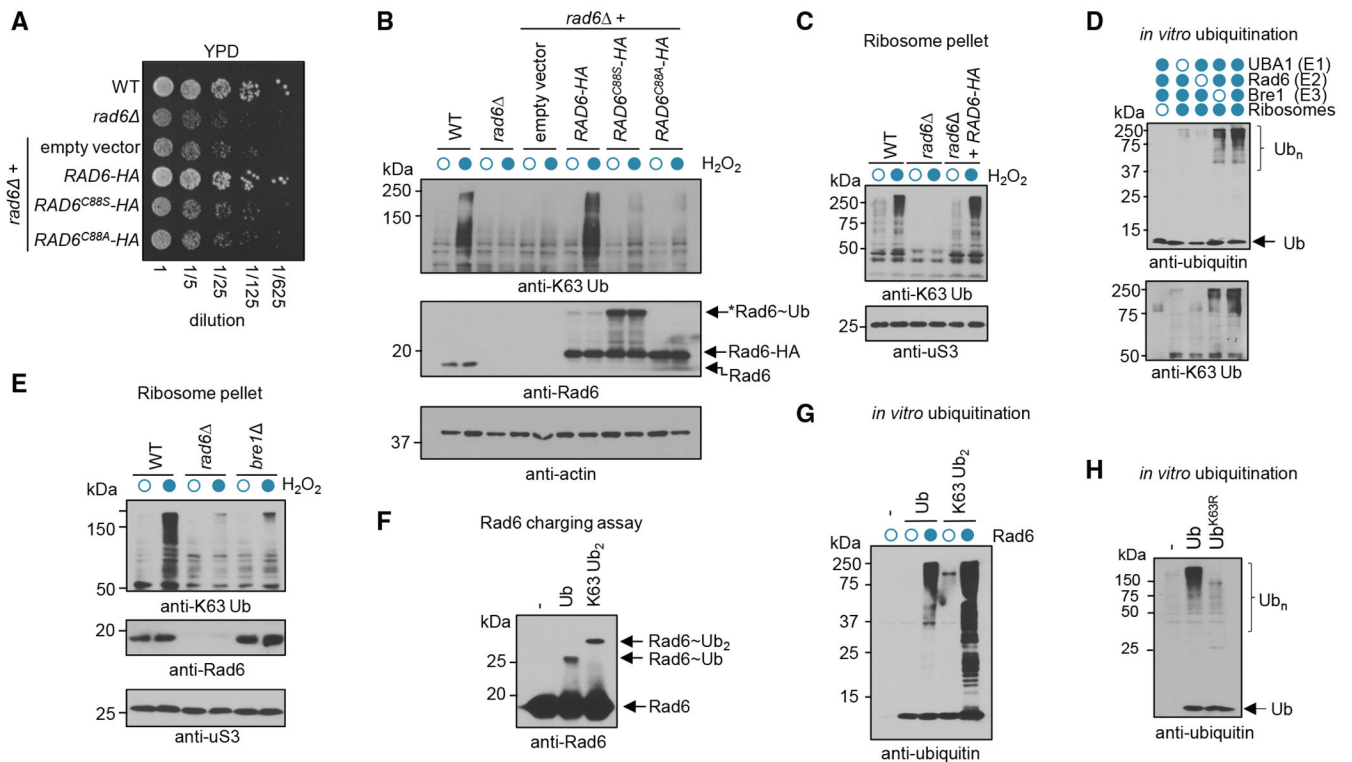 A
YPD
WT
rad6Δ
empty vector
RAD6-HA
RAD6C88S-HA
RAD6C88A-HA
rad6Δ +
1
1/5
1/25
1/125
1/625
dilution
B
rad6Δ +
WT
rad6Δ
empty vector
RAD6-HA
RAD6C88S-HA
RAD6C88A-HA
H2O2
kDa
250
150
anti-K63 Ub
*Rad6~Ub
20
Rad6-HA
Rad6
anti-Rad6
37
anti-actin
C
Ribosome pellet
WT
rad6Δ
rad6Δ
+ RAD6-HA
H2O2
kDa
250
75
50
anti-K63 Ub
25
anti-uS3
D
in vitro ubiquitination
UBA1 (E1)
Rad6 (E2)
Bre1 (E3)
Ribosomes
kDa
250
75
37
25
15
Ubn
Ub
anti-ubiquitin
250
75
50
anti-K63 Ub
E
Ribosome pellet
WT
rad6Δ
bre1Δ
H2O2
kDa
150
50
anti-K63 Ub
20
anti-Rad6
25
anti-uS3
F
Rad6 charging assay
-
Ub
K63 Ub2
kDa
25
20
Rad6~Ub2
Rad6~Ub
Rad6
anti-Rad6
G
in vitro ubiquitination
-
Ub
K63 Ub2
Rad6
kDa
250
75
37
25
15
anti-ubiquitin
H
in vitro ubiquitination
-
Ub
UbK63R
kDa
150
75
50
25
Ubn
Ub
anti-ubiquitin